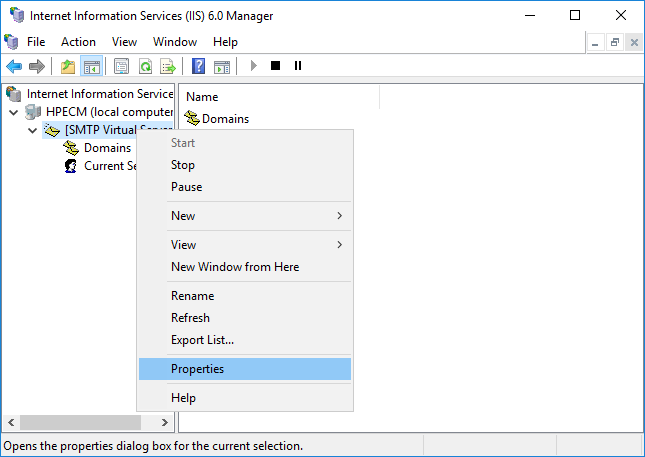 Internet Information Services (IIS) 6.0 Manager
File Action View Window Help
Internet Information Service
HPECM (local computer
[SMTP Virtual Server
Domains
Current Se
Name
Domains
Start
Stop
Pause
New
View
New Window from Here
Rename
Refresh
Export List...
Properties
Help
Opens the properties dialog box for the current selection.